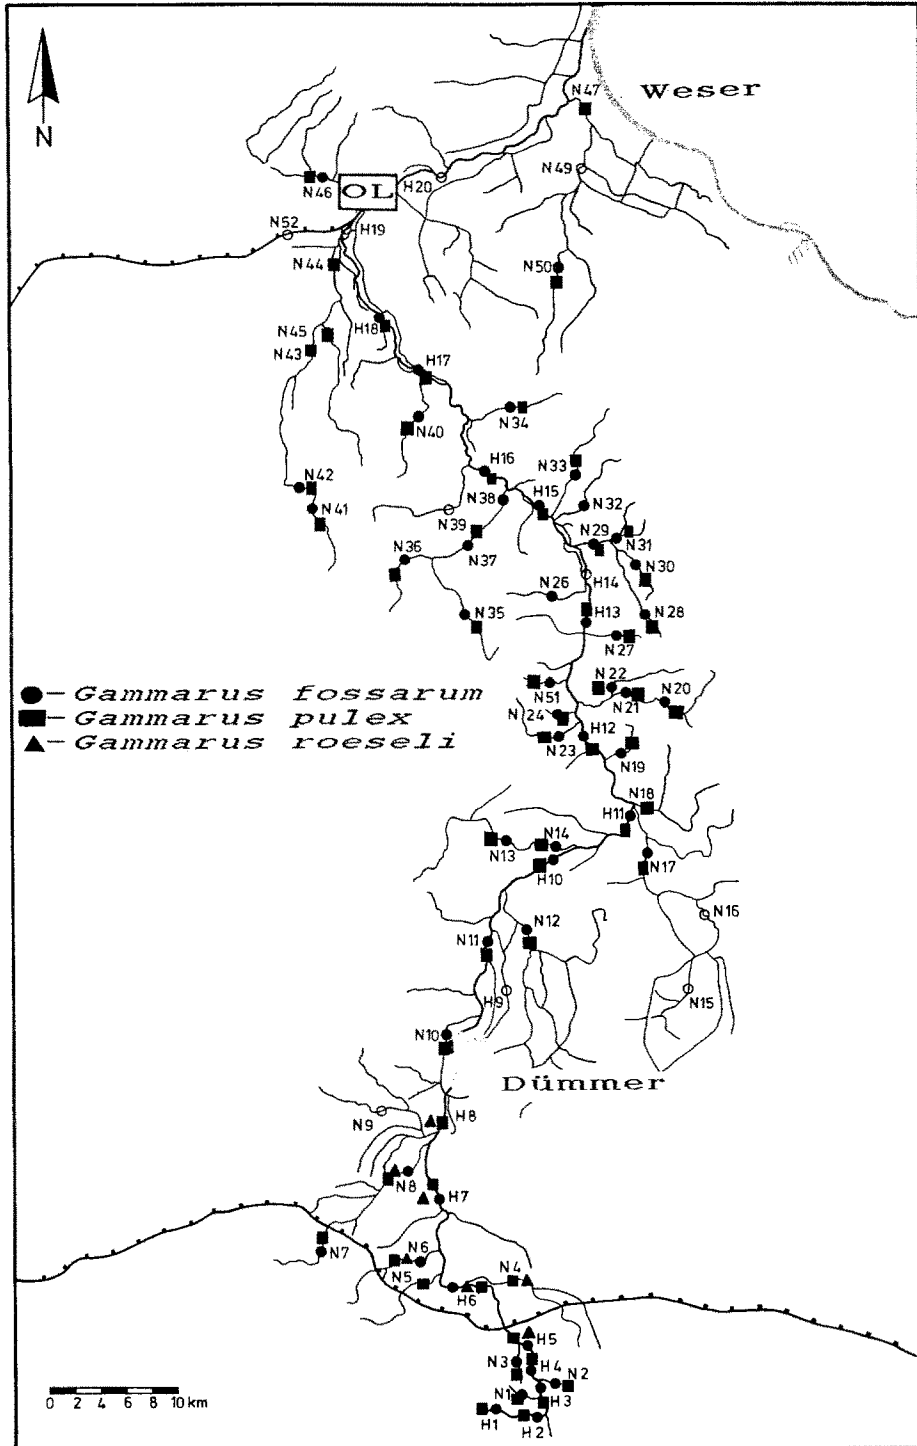 Weser
N47
N
N49
N46
OL
H20
N52
H19
N44
N50
H18
N45
N43
H17
N34
N40
H16
N33
N42
N38
H15
N32
N41
N39
N29
N31
N37
N36
H14
N30
N26
N35
H13
N28
N27
● – Gammarus fossarum
■ – Gammarus pulex
▲ – Gammarus roeseli
N51
N22
N21
N20
N24
H12
N23
N19
N18
H11
N14
N13
H10
N17
N16
N12
N11
H9
N15
N10
Dümmer
N9
H8
N8
H7
N7
N6
N5
N4
H6
H5
N3
H4
N2
N1
H3
H1
H2
0 2 4 6 8 10 km